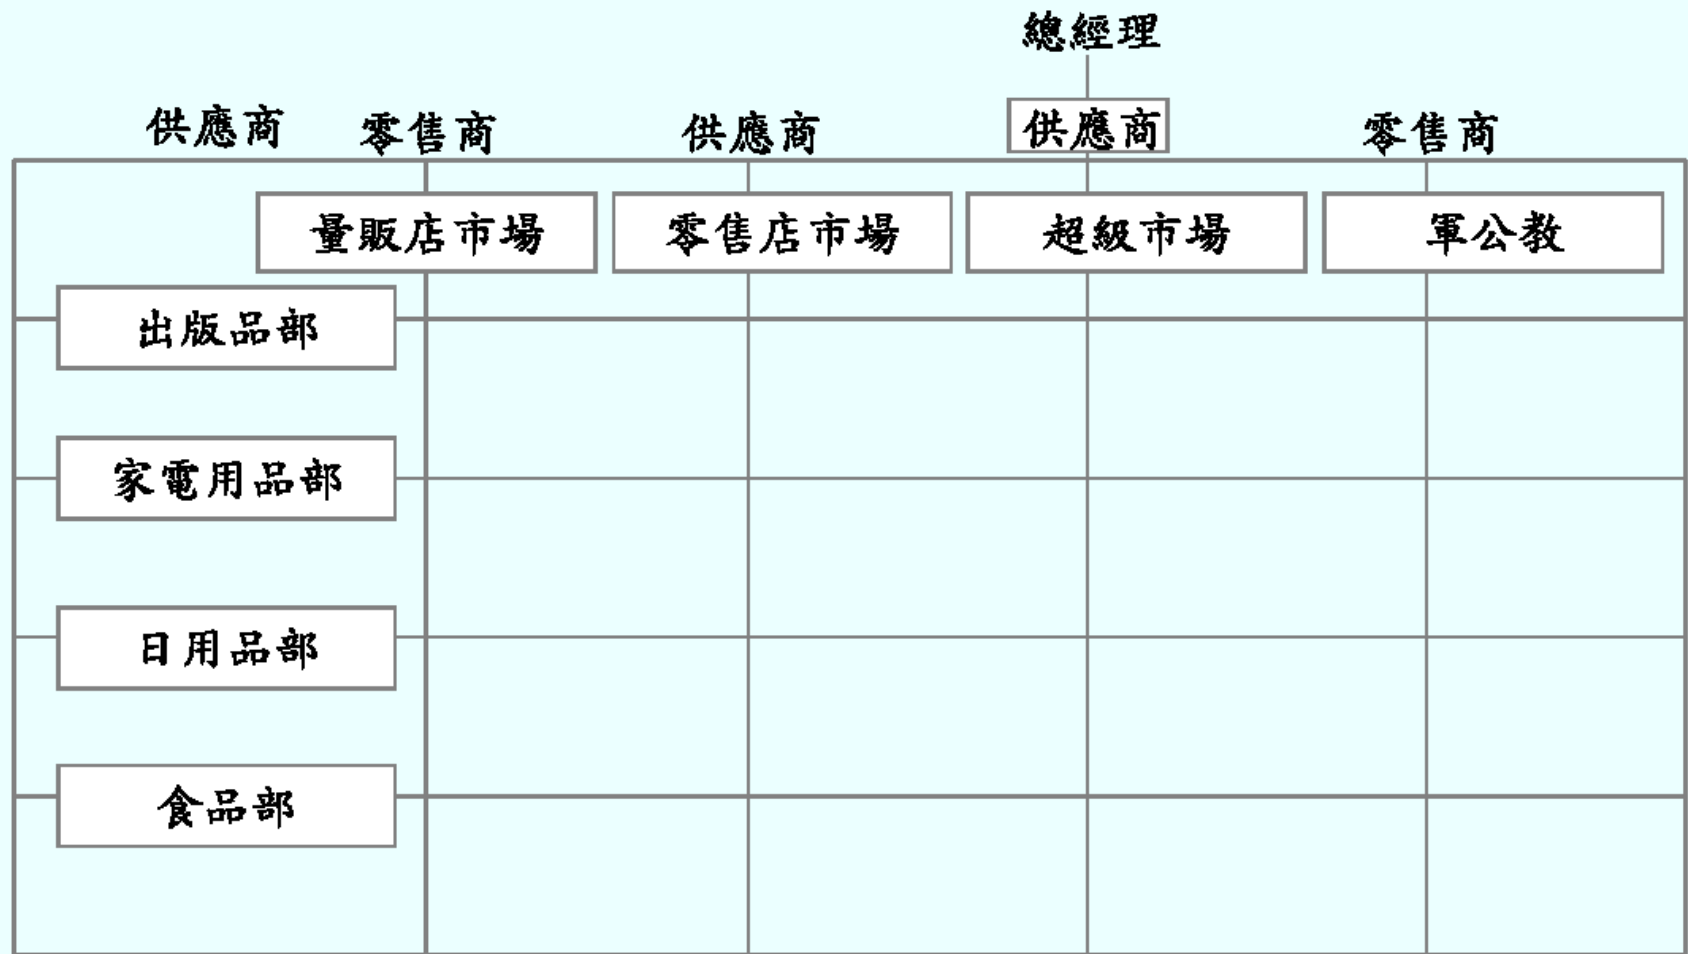 總經理
供應商 零售商 供應商 供應商 零售商
量販店市場 零售店市場 超級市場 軍公教
出版品部
家電用品部
日用品部
食品部